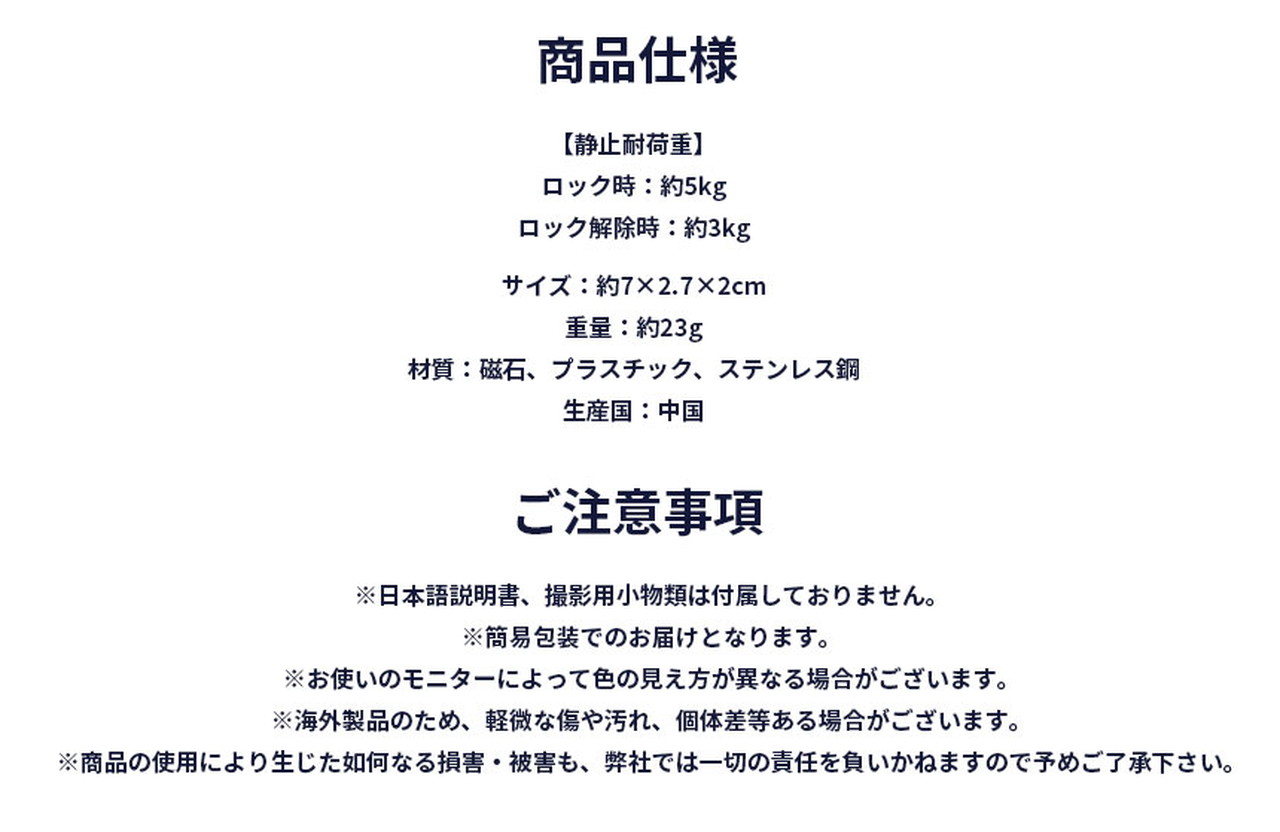 商品仕様
【静止耐荷重】
ロック時：約5kg
ロック解除時：約3kg
サイズ：約7×2.7×2cm
重量：約23g
材質：磁石、プラスチック、ステンレス鋼
生産国：中国
ご注意事項
※日本語説明書、撮影用小物類は付属しておりません。
※簡易包装でのお届けとなります。
※お使いのモニターによって色の見え方が異なる場合がございます。
※海外製品のため、軽微な傷や汚れ、個体差等ある場合がございます。
※商品の使用により生じた如何なる損害・被害も、弊社では一切の責任を負いかねますので予めご了承下さい。